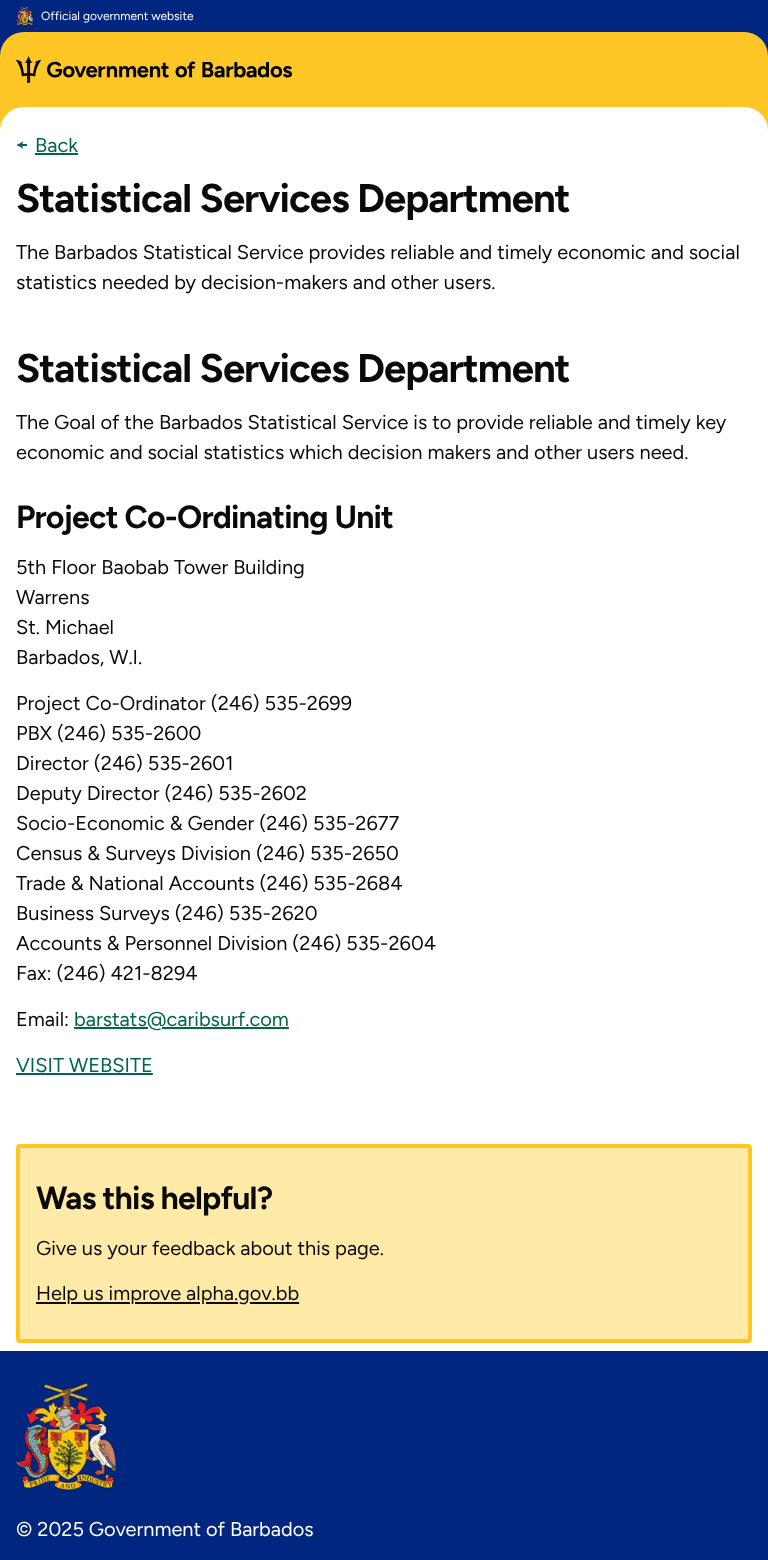 Official government website
Government of Barbados
Back
Statistical Services Department
The Barbados Statistical Service provides reliable and timely economic and social
statistics needed by decision-makers and other users.
Statistical Services Department
The Goal of the Barbados Statistical Service is to provide reliable and timely key
economic and social statistics which decision makers and other users need.
Project Co-Ordinating Unit
5th Floor Baobab Tower Building
Warrens
St. Michael
Barbados, W.I.
Project Co-Ordinator (246) 535-2699
PBX (246) 535-2600
Director (246) 535-2601
Deputy Director (246) 535-2602
Socio-Economic & Gender (246) 535-2677
Census & Surveys Division (246) 535-2650
Trade & National Accounts (246) 535-2684
Business Surveys (246) 535-2620
Accounts & Personnel Division (246) 535-2604
Fax: (246) 421-8294
Email: barstats@caribsurf.com
VISIT WEBSITE
Was this helpful?
Give us your feedback about this page.
Help us improve alpha.gov.bb
PRIDE AND INDUSTRY
© 2025 Government of Barbados